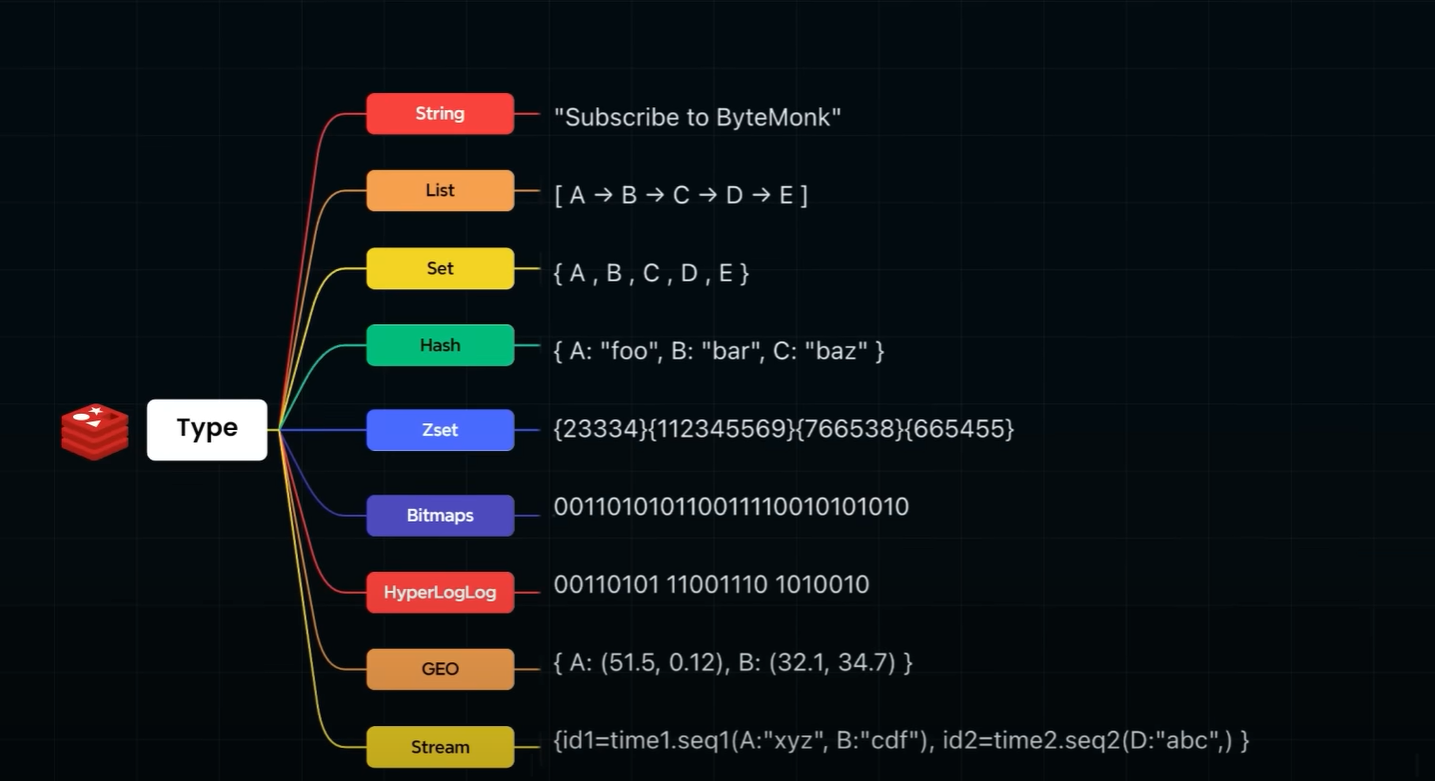 String
"Subscribe to ByteMonk"
List
[ A → B → C → D → E ]
Set
{ A , B , C , D , E }
Hash
{ A: "foo", B: "bar", C: "baz" }
Type
Zset
{23334}{112345569}{766538}{665455}
Bitmaps
00110101011001111001010101​0
HyperLogLog
00110101 11001110 1010010
GEO
{ A: (51.5, 0.12), B: (32.1, 34.7) }
Stream
{id1=time1.seq1(A:"xyz", B:"cdf"), id2=time2.seq2(D:"abc",) }